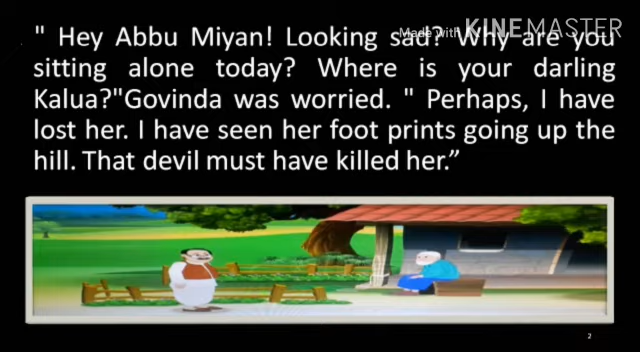 " Hey Abbu Miyan! Looking sad? Why are you
sitting alone today? Where is your darling
Kalua?"Govinda was worried. " Perhaps, I have
lost her. I have seen her foot prints going up the
hill. That devil must have killed her.”
Made with KINEMASTER
2